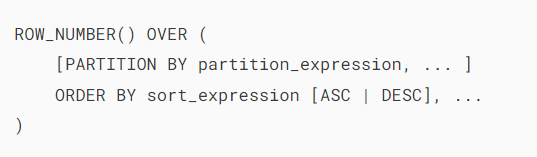 ROW_NUMBER() OVER (
    [PARTITION BY partition_expression, ... ]
    ORDER BY sort_expression [ASC | DESC], ...
)